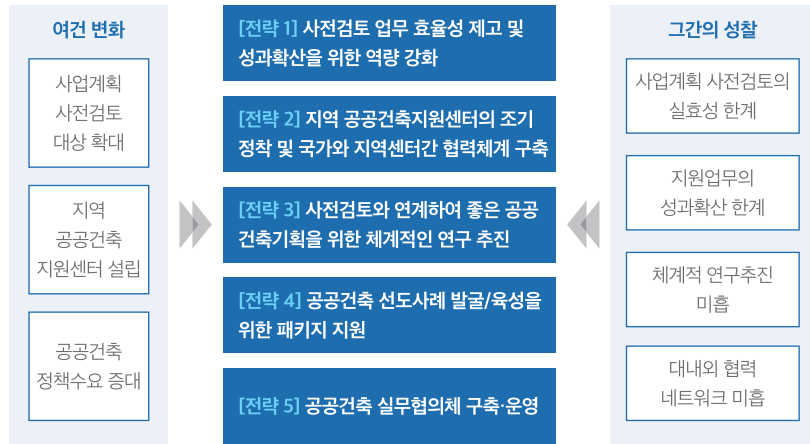 여건 변화
사업계획
사전검토
대상 확대
지역
공공건축
지원센터 설립
공공건축
정책수요 증대
[전략 1] 사전검토 업무 효율성 제고 및
성과확산을 위한 역량 강화
[전략 2] 지역 공공건축지원센터의 조기
정착 및 국가와 지역센터간 협력체계 구축
[전략 3] 사전검토와 연계하여 좋은 공공
건축기획을 위한 체계적인 연구 추진
[전략 4] 공공건축 선도사례 발굴/육성을
위한 패키지 지원
[전략 5] 공공건축 실무협의체 구축·운영
그간의 성찰
사업계획 사전검토의
실효성 한계
지원업무의
성과확산 한계
체계적 연구추진
미흡
대내외 협력
네트워크 미흡